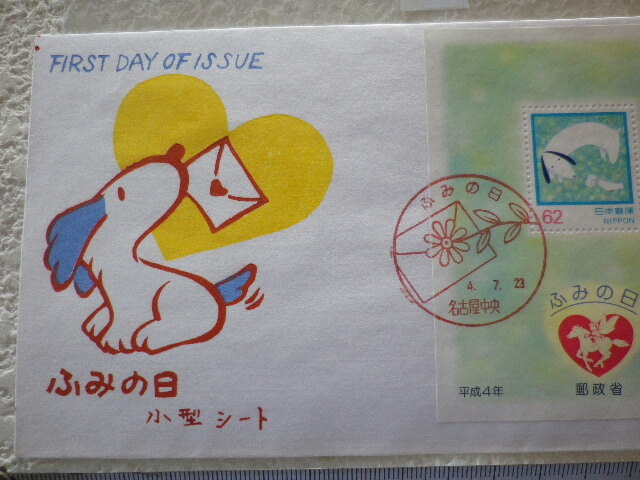 FIRST DAY OF ISSUE
ふみの日
小型 シート
ふみの日
4. 7. 23
名古屋中央
62
日本郵便
NIPPON
ふみの日
平成4年
郵政省